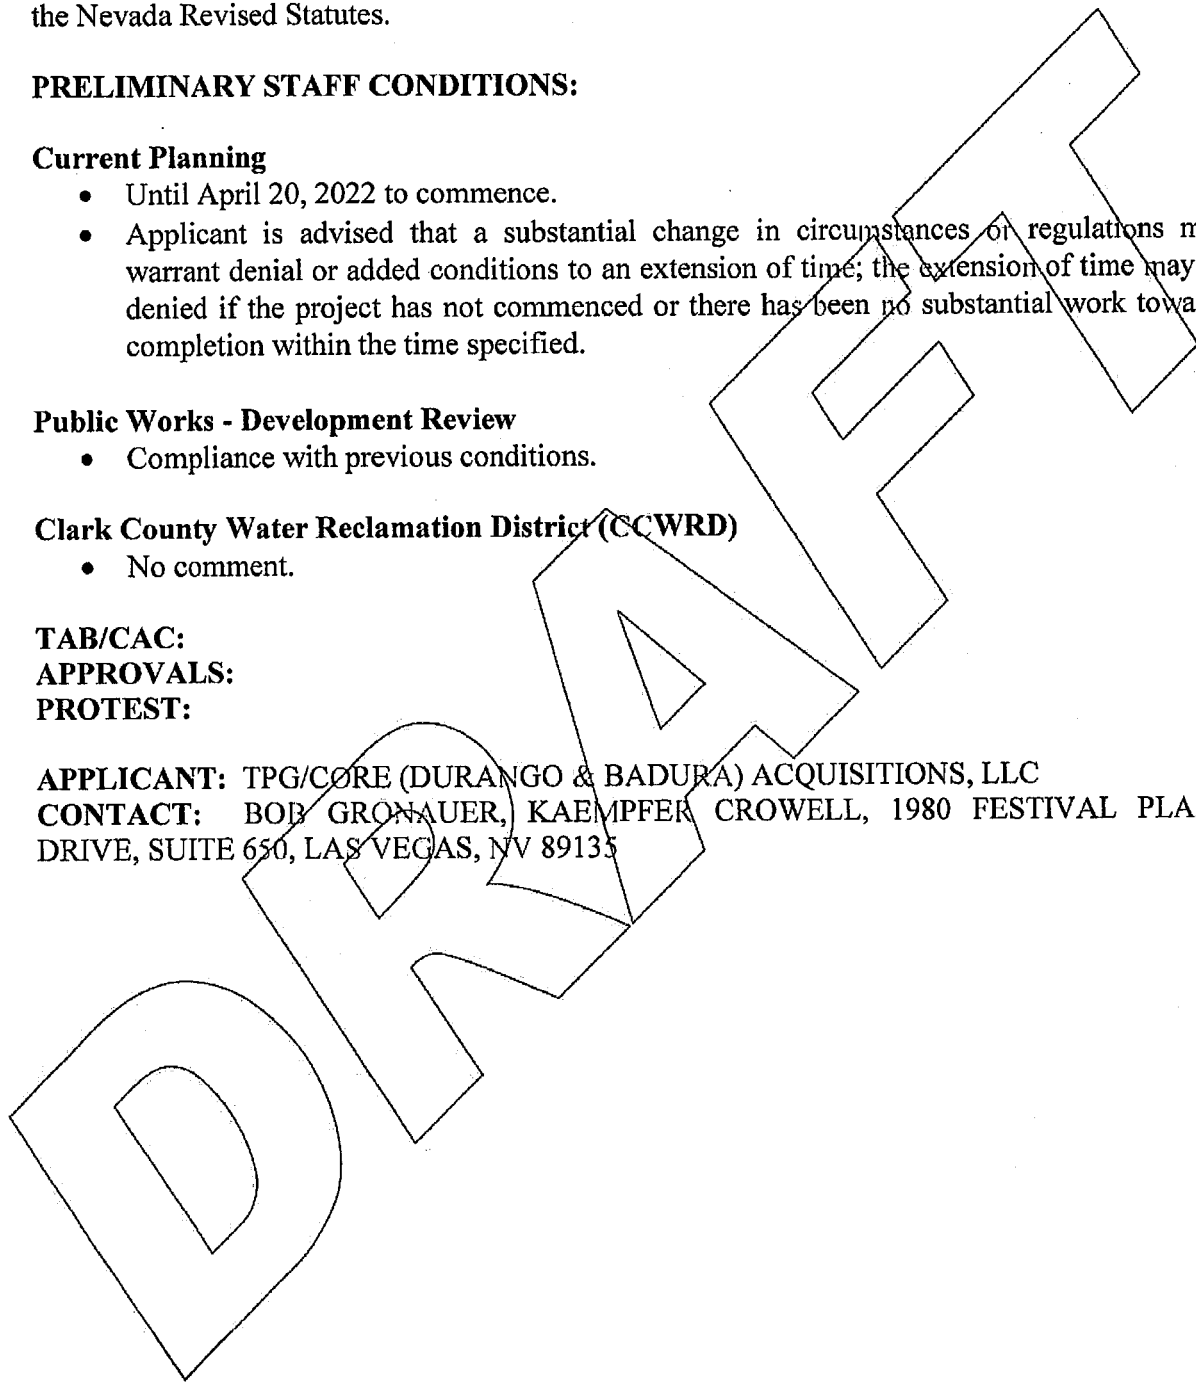 the Nevada Revised Statutes.
PRELIMINARY STAFF CONDITIONS:
Current Planning
• Until April 20, 2022 to commence.
• Applicant is advised that a substantial change in circumstances or regulations m
warrant denial or added conditions to an extension of time; the extension of time may
denied if the project has not commenced or there has been no substantial work towa
completion within the time specified.
Public Works - Development Review
• Compliance with previous conditions.
Clark County Water Reclamation District (CCWRD)
• No comment.
TAB/CAC:
APPROVALS:
PROTEST:
APPLICANT: TPG/CORE (DURANGO & BADURA) ACQUISITIONS, LLC
CONTACT: BOB GRONAUER, KAEMPFER CROWELL, 1980 FESTIVAL PLA
DRIVE, SUITE 650, LAS VEGAS, NV 89135
DRAFT